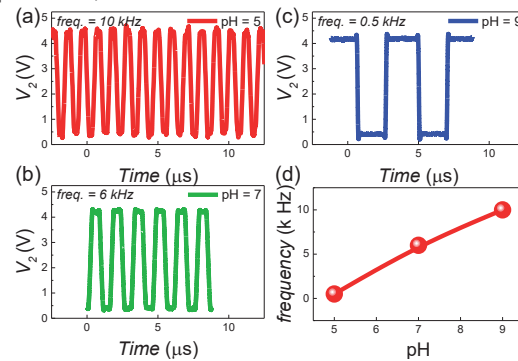 (a)
freq. = 10 kHz
pH = 5
V2 (V)
5
4
3
2
1
0
0
5
10
Time (μs)
(b)
freq. = 6 kHz
pH = 7
V2 (V)
5
4
3
2
1
0
0
5
10
Time (μs)
(c)
freq. = 0.5 kHz
pH = 9
V2 (V)
5
4
3
2
1
0
0
5
10
Time (μs)
(d)
frequency (k Hz)
10
5
0
5
6
7
8
9
pH